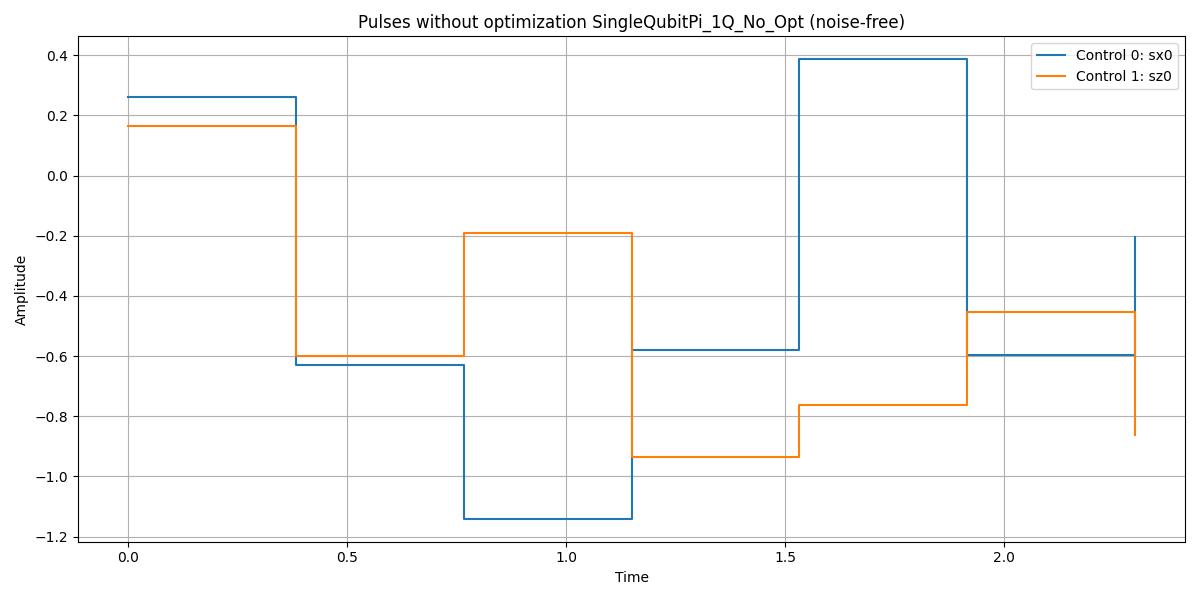 Pulses without optimization SingleQubitPi_1Q_No_Opt (noise-free)
Control 0: sx0
Control 1: sz0
0.4
0.2
0.0
−0.2
−0.4
−0.6
−0.8
−1.0
−1.2
Amplitude
0.0 0.5 1.0 1.5 2.0
Time